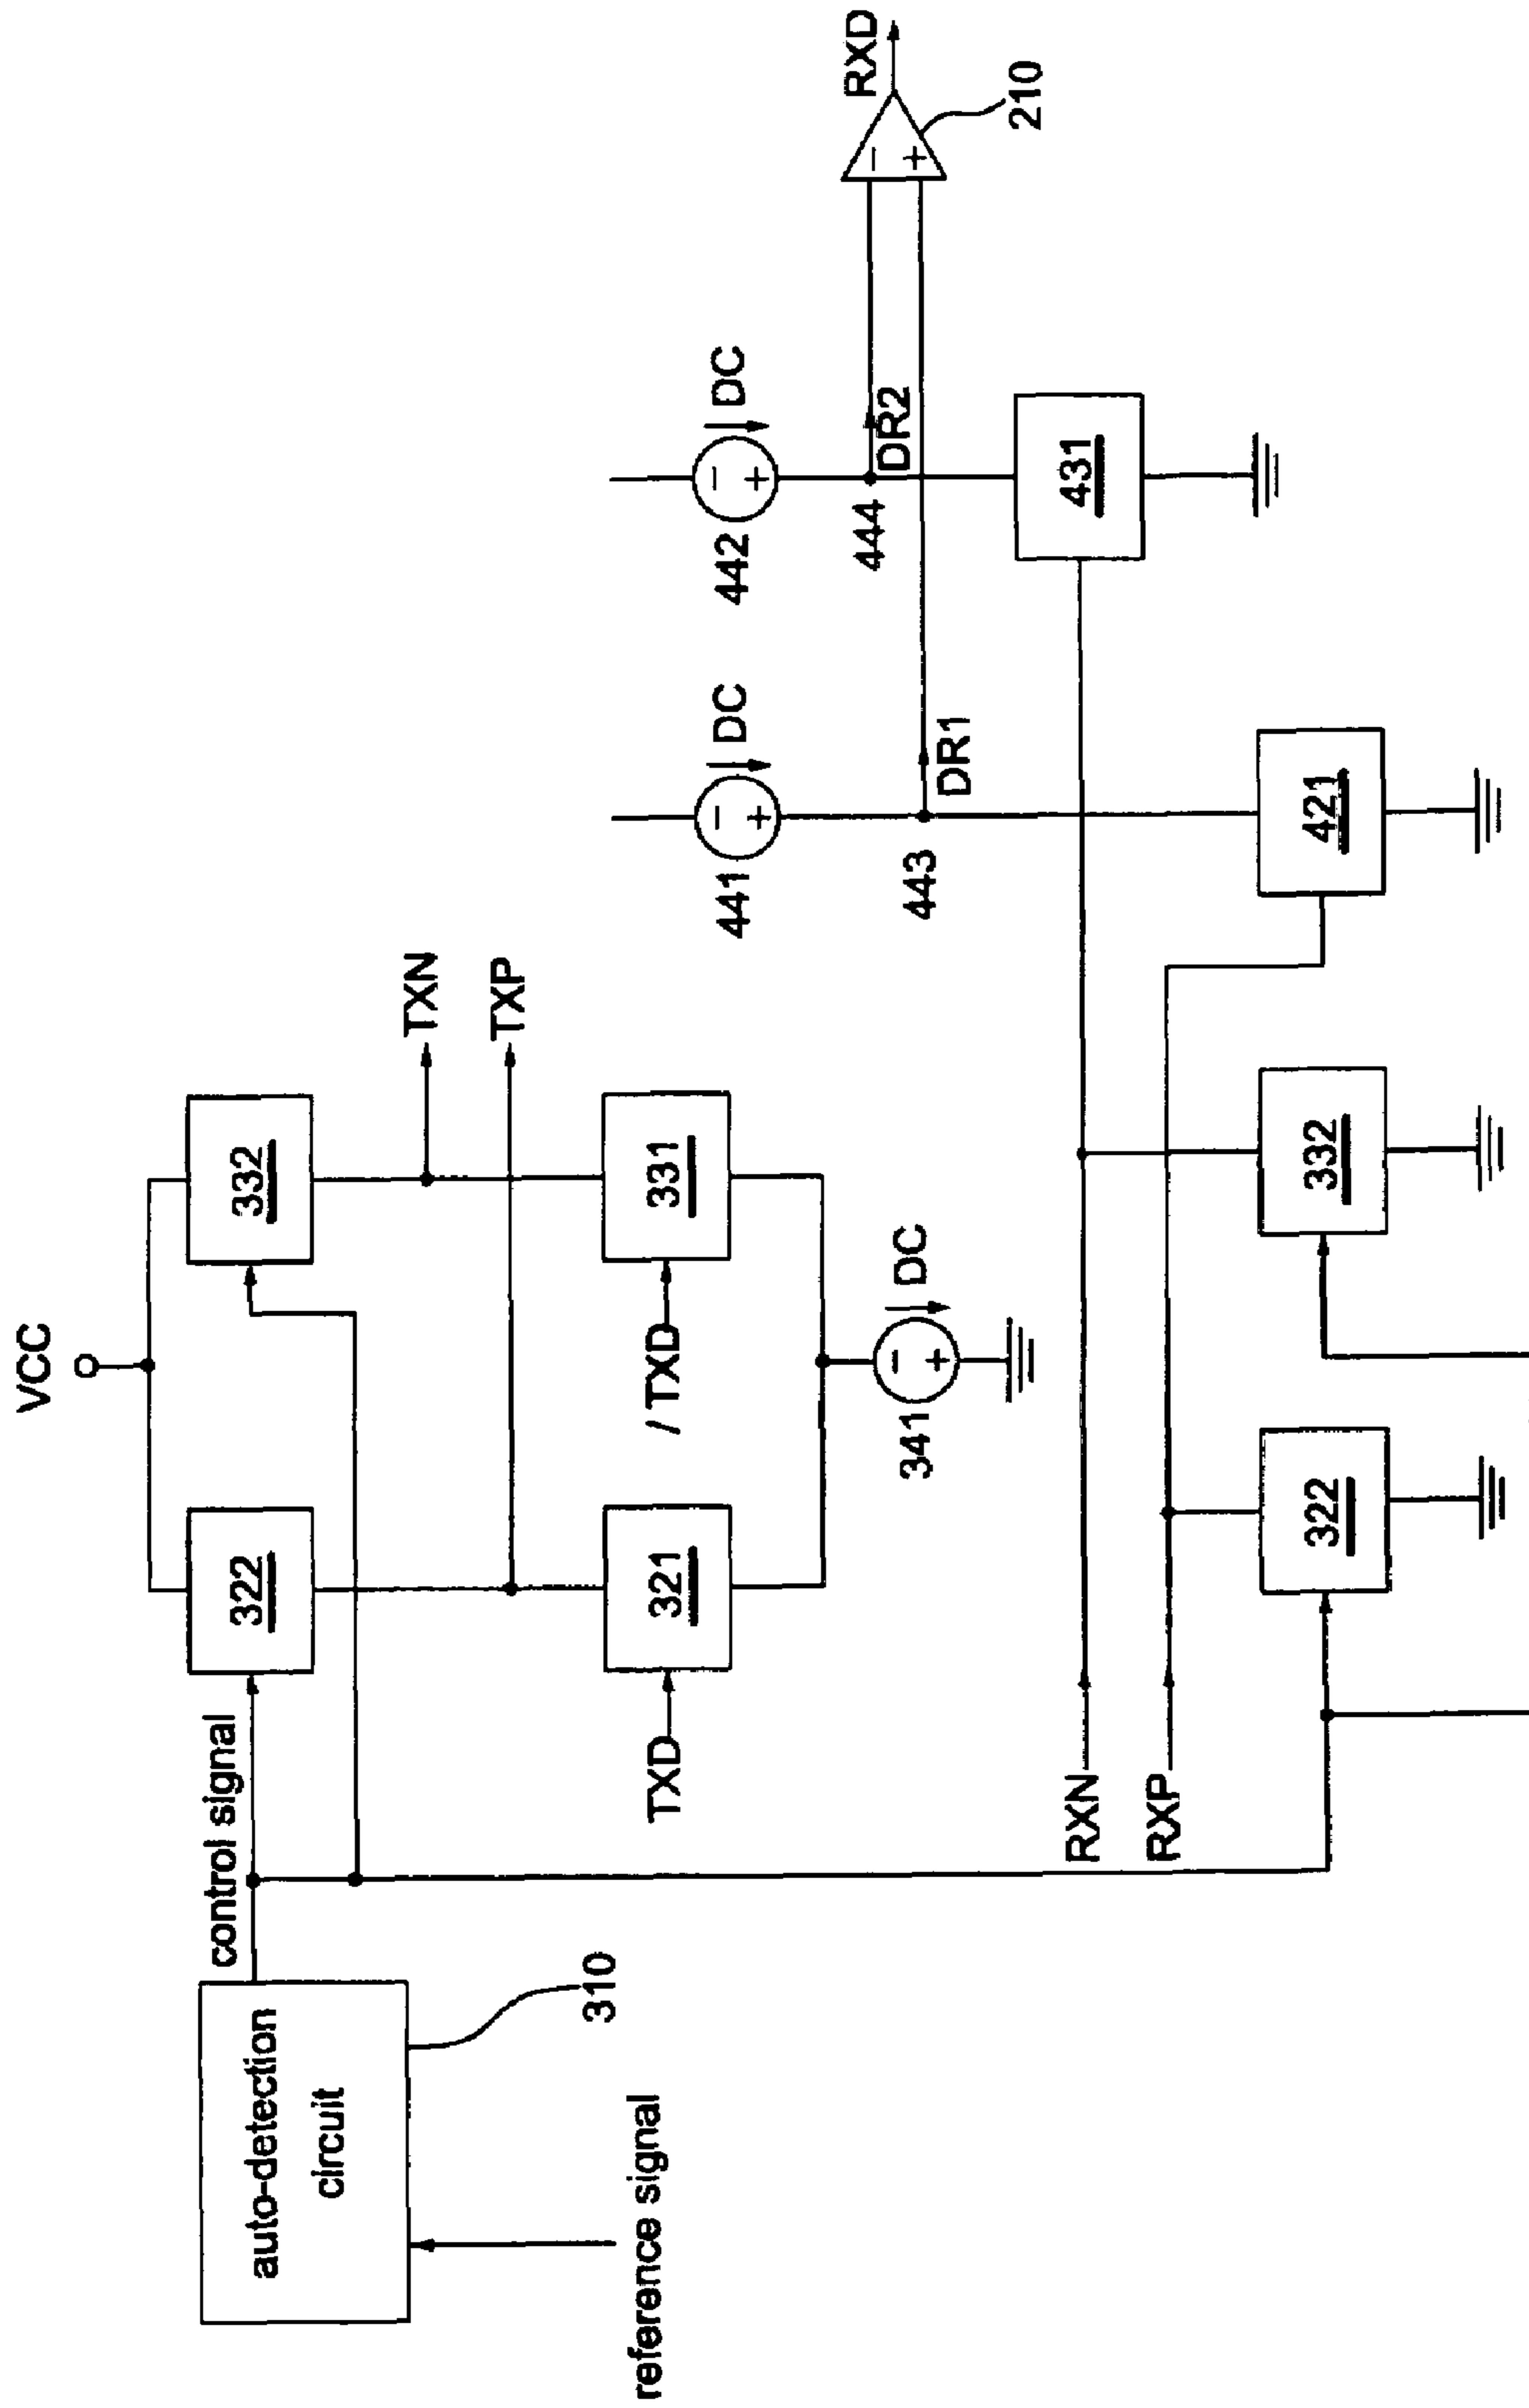 VCC
control signal
322
332
auto-detection
circuit
310
reference signal
TXN
TXP
TXD
321
/ TXD
331
341
DC
441
DC
442
DC
443
DR1
444
DR2
RXD
210
RXN
RXP
322
332
421
431